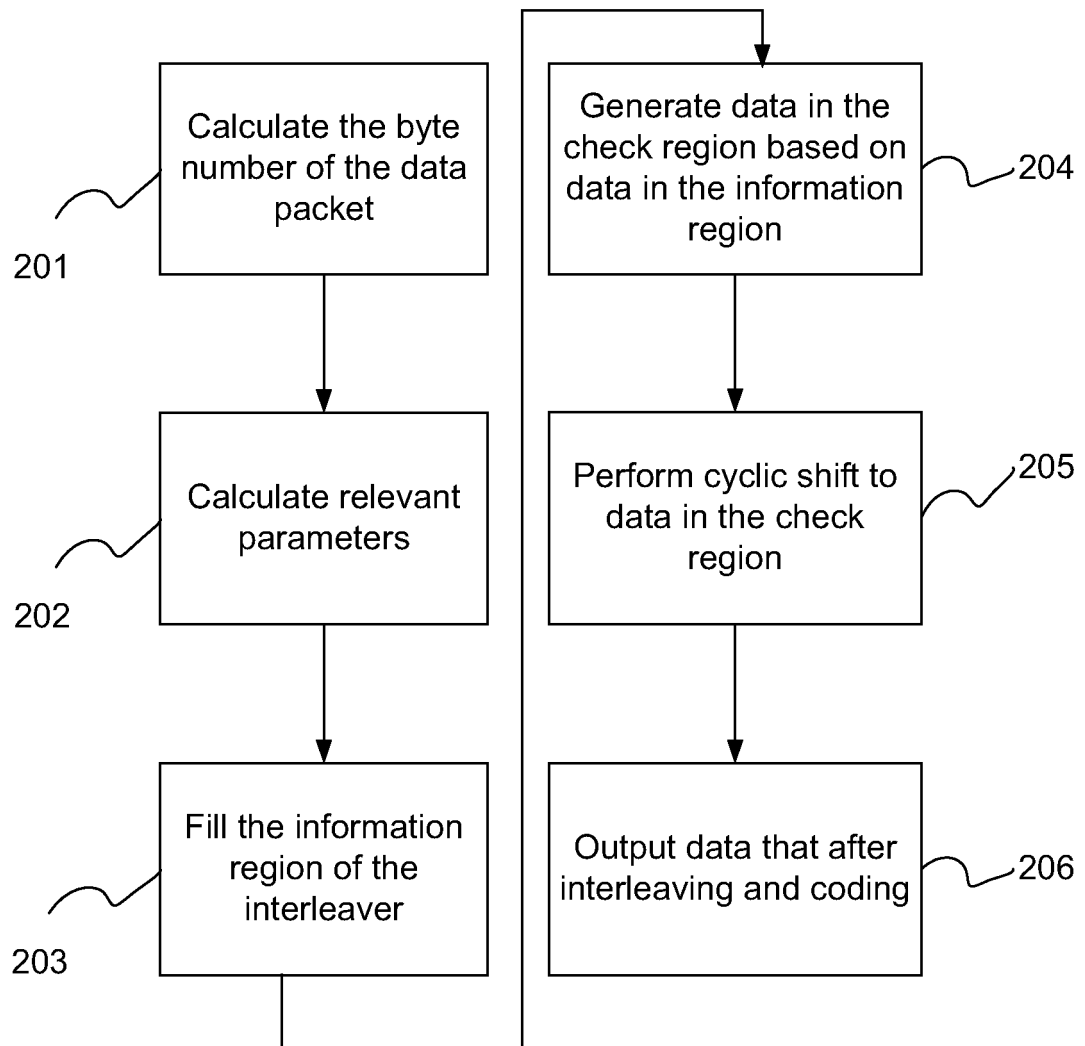 Calculate the byte
number of the data
packet
201
Calculate relevant
parameters
202
Fill the information
region of the
interleaver
203
Generate data in the
check region based on
data in the information
region
204
Perform cyclic shift to
data in the check
region
205
Output data that after
interleaving and coding
206